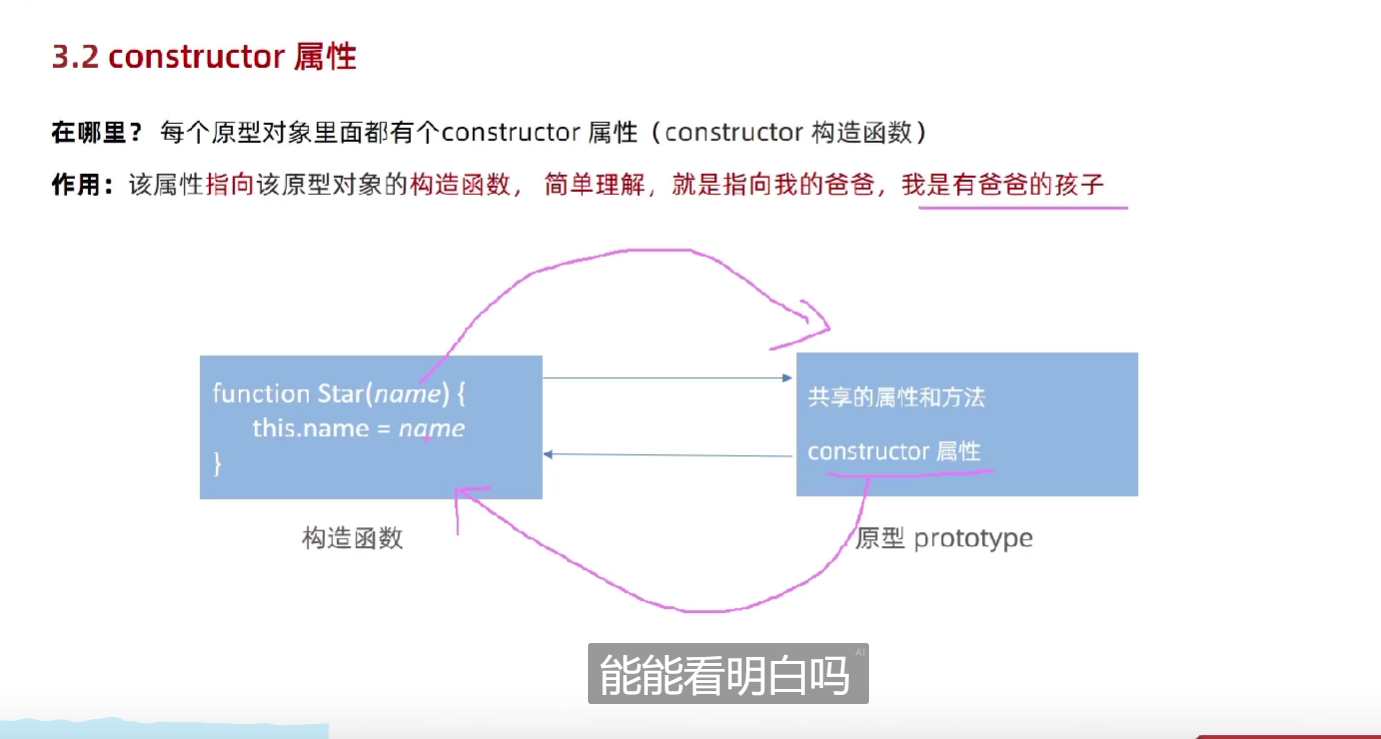 3.2 constructor 属性
在哪里？ 每个原型对象里面都有个constructor 属性（constructor 构造函数）
作用：该属性指向该原型对象的构造函数， 简单理解，就是指向我的爸爸，我是有爸爸的孩子
function Star(name) {
this.name = name
}
构造函数
共享的属性和方法
constructor 属性
原型 prototype
能能看明白吗
AI